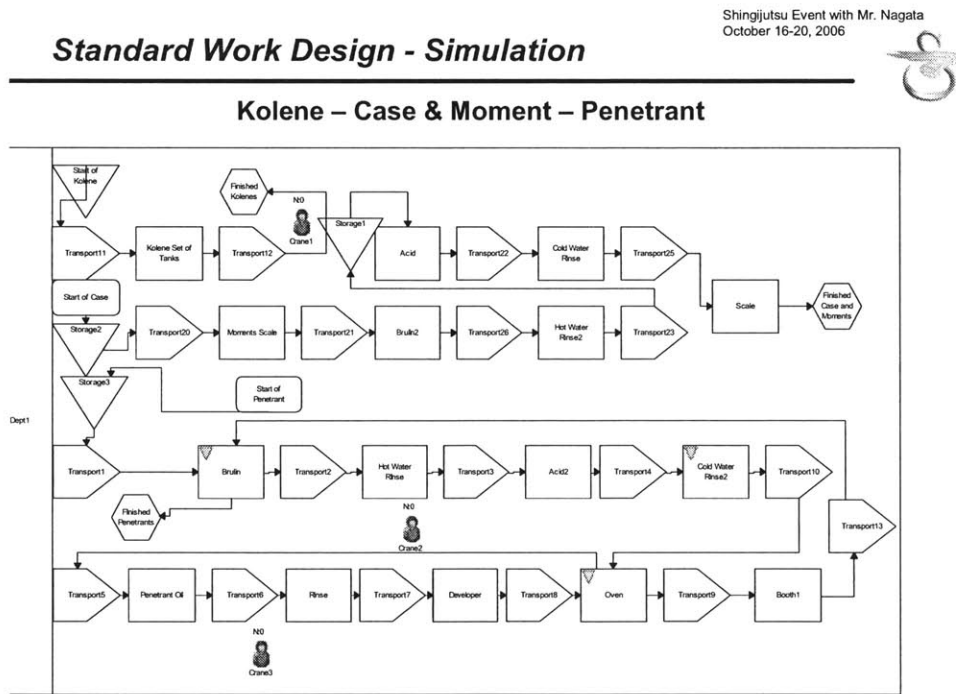 Shingijutsu Event with Mr. Nagata
October 16-20, 2006
Standard Work Design - Simulation
Kolene – Case & Moment – Penetrant
Start of
Kolene
Finished
Kolenes
N:0
Crane1
Storage1
Transport11
Kolene Set of
Tanks
Transport12
Acid
Transport22
Cold Water
Rinse
Transport25
Start of Case
Storage2
Transport20
Moments Scale
Transport21
Brulin2
Transport26
Hot Water
Rinse2
Transport23
Scale
Finished
Case and
Moments
Storage3
Start of
Penetrant
Dept1
Transport1
Brulin
Transport2
Hot Water
Rinse
Transport3
Acid2
Transport4
Cold Water
Rinse2
Transport10
Finished
Penetrants
N:0
Crane2
Transport13
Transport5
Penetrant Oil
Transport6
Rinse
Transport7
Developer
Transport8
Oven
Transport9
Booth1
N:0
Crane3